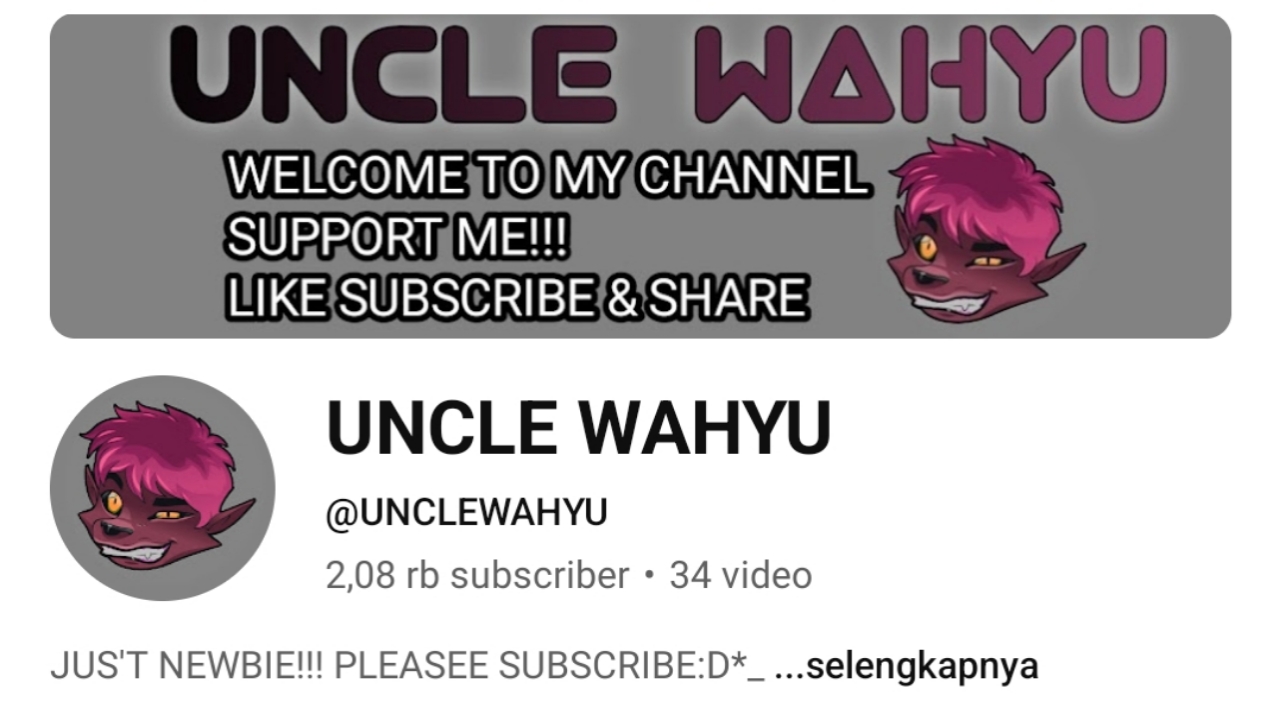 UNCLE WAHYU
WELCOME TO MY CHANNEL
SUPPORT ME!!!
LIKE SUBSCRIBE & SHARE
UNCLE WAHYU
@UNCLEWAHYU
2,08 rb subscriber • 34 video
JUS'T NEWBIE!!! PLEASEE SUBSCRIBE:D*_ ...selengkapnya